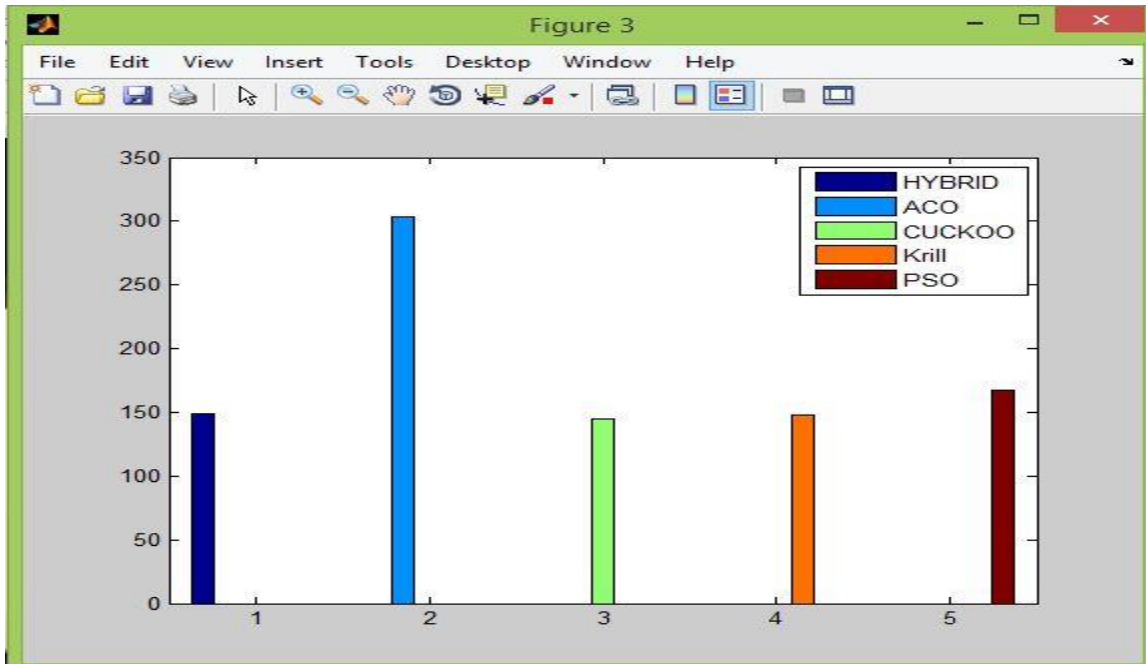 Figure 3
File Edit View Insert Tools Desktop Window Help
350
300
250
200
150
100
50
0
1 2 3 4 5
HYBRID
ACO
CUCKOO
Krill
PSO